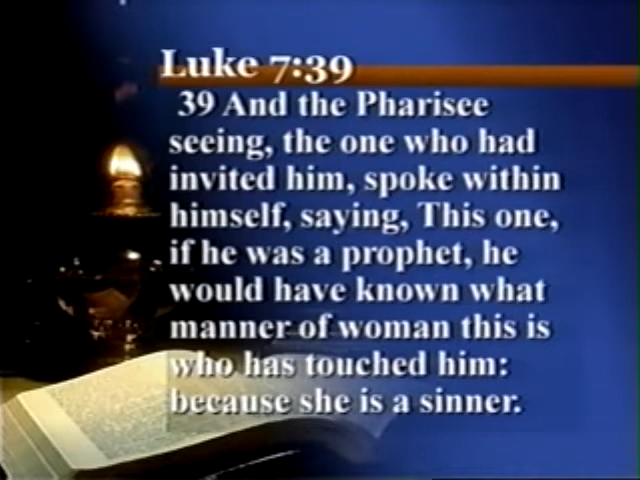 Luke 7:39
39 And the Pharisee
seeing, the one who had
invited him, spoke within
himself, saying, This one,
if he was a prophet, he
would have known what
manner of woman this is
who has touched him:
because she is a sinner.